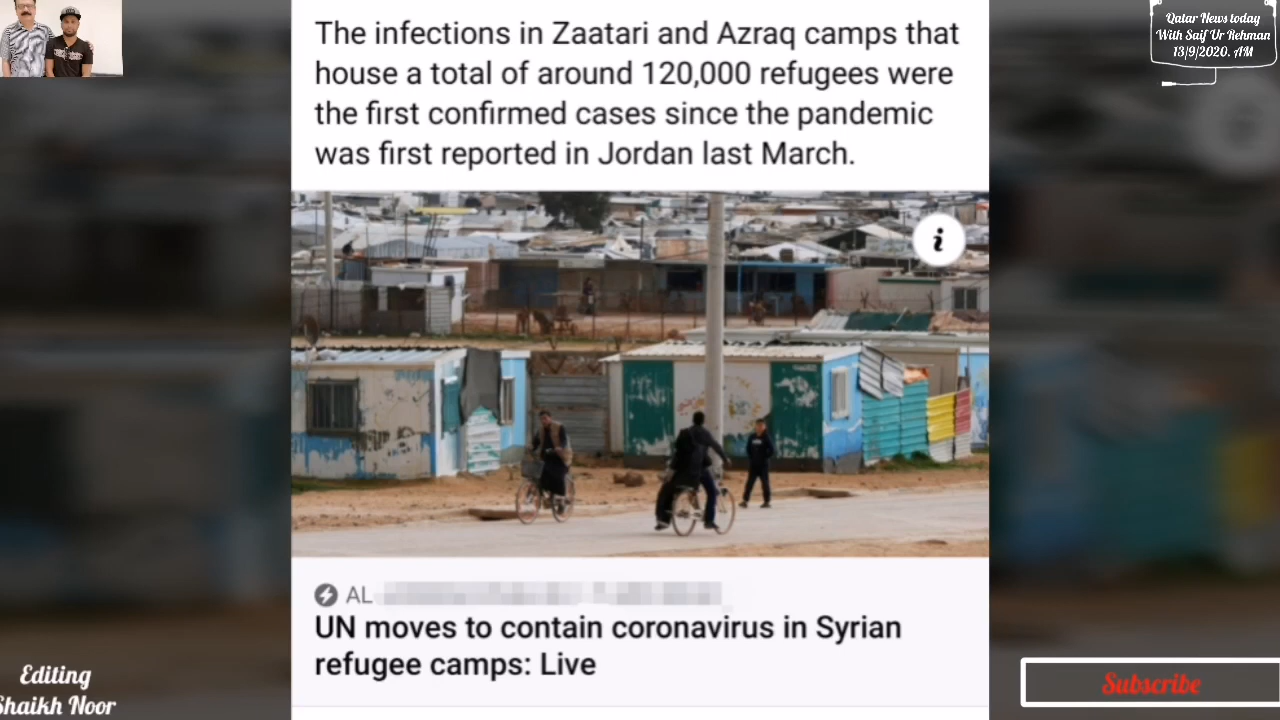 Qatar News today
With Saif Ur Rehman
13/9/2020. AM
The infections in Zaatari and Azraq camps that
house a total of around 120,000 refugees were
the first confirmed cases since the pandemic
was first reported in Jordan last March.
i
AL
UN moves to contain coronavirus in Syrian
refugee camps: Live
Editing
Shaikh Noor
Subscribe